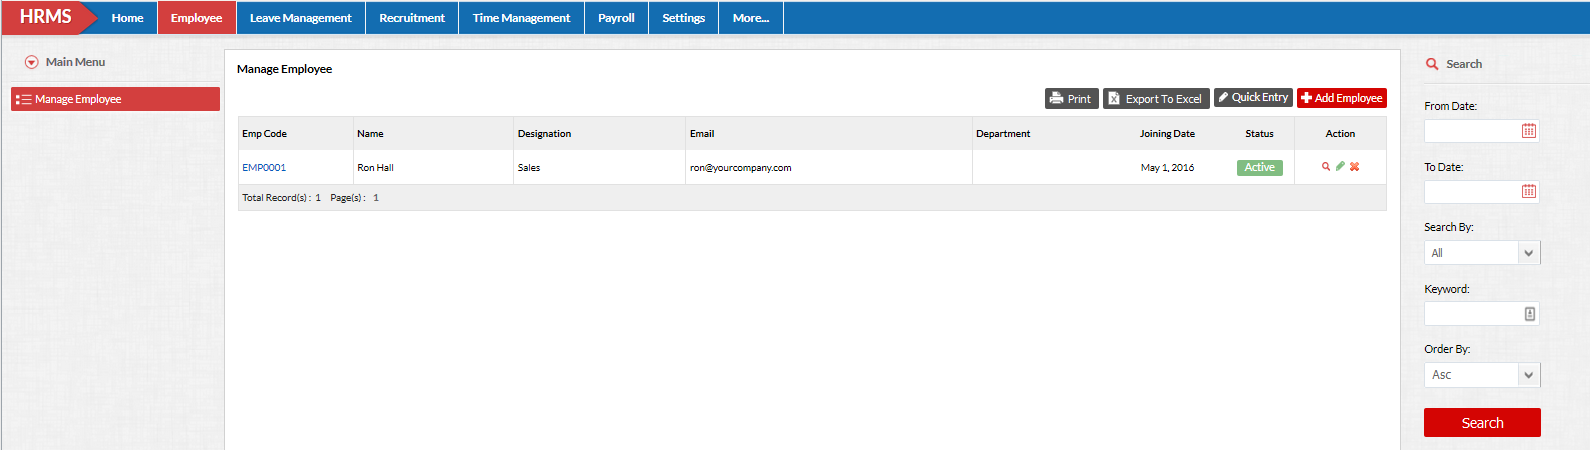 HRMS Home Employee Leave Management Recruitment Time Management Payroll Settings More...
Main Menu
Manage Employee
Manage Employee
Print Export To Excel Quick Entry Add Employee
Emp Code Name Designation Email Department Joining Date Status Action
EMP0001 Ron Hall Sales ron@yourcompany.com May 1, 2016 Active
Total Record(s) : 1 Page(s) : 1
Search
From Date:
To Date:
Search By:
All
Keyword:
Order By:
Asc
Search